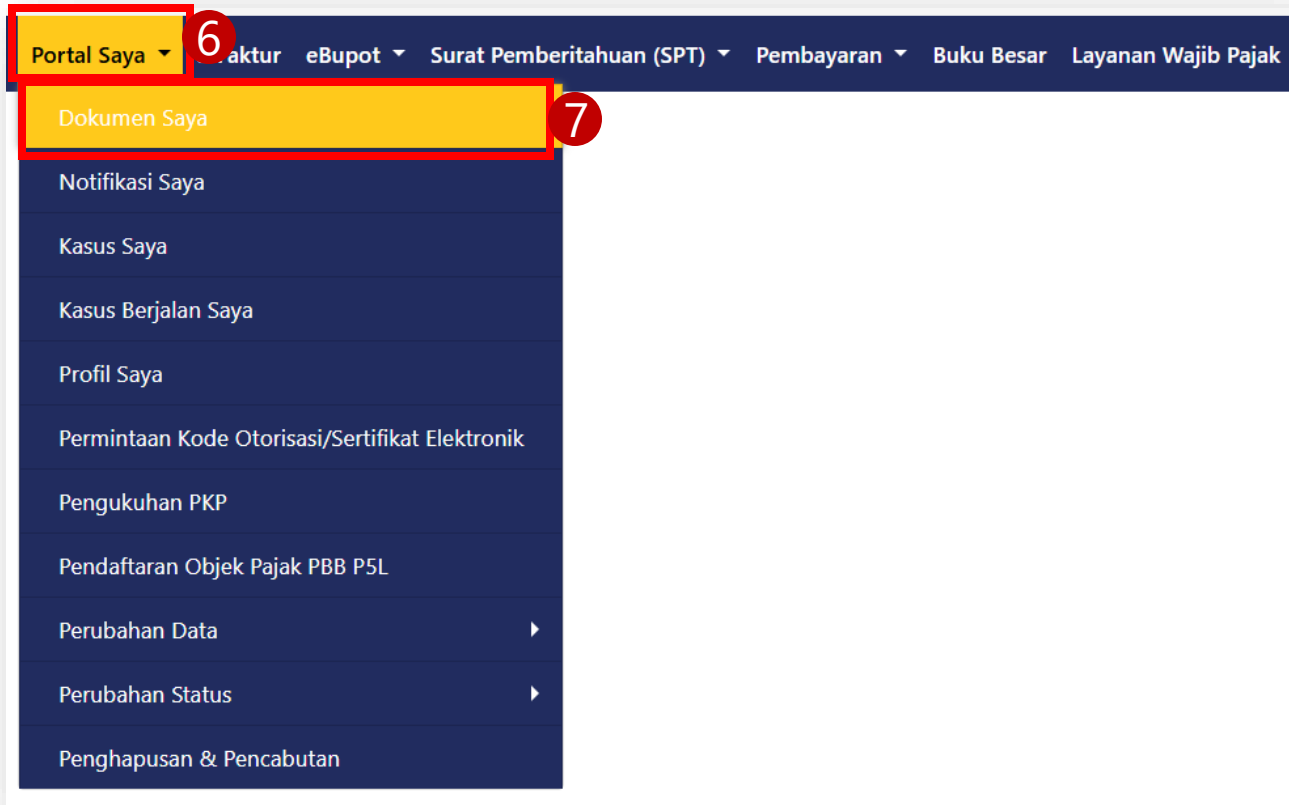 Portal Saya
6
aktur eBupot Surat Pemberitahuan (SPT) Pembayaran Buku Besar Layanan Wajib Pajak
Dokumen Saya
7
Notifikasi Saya
Kasus Saya
Kasus Berjalan Saya
Profil Saya
Permintaan Kode Otorisasi/Sertifikat Elektronik
Pengukuhan PKP
Pendaftaran Objek Pajak PBB P5L
Perubahan Data
Perubahan Status
Penghapusan & Pencabutan